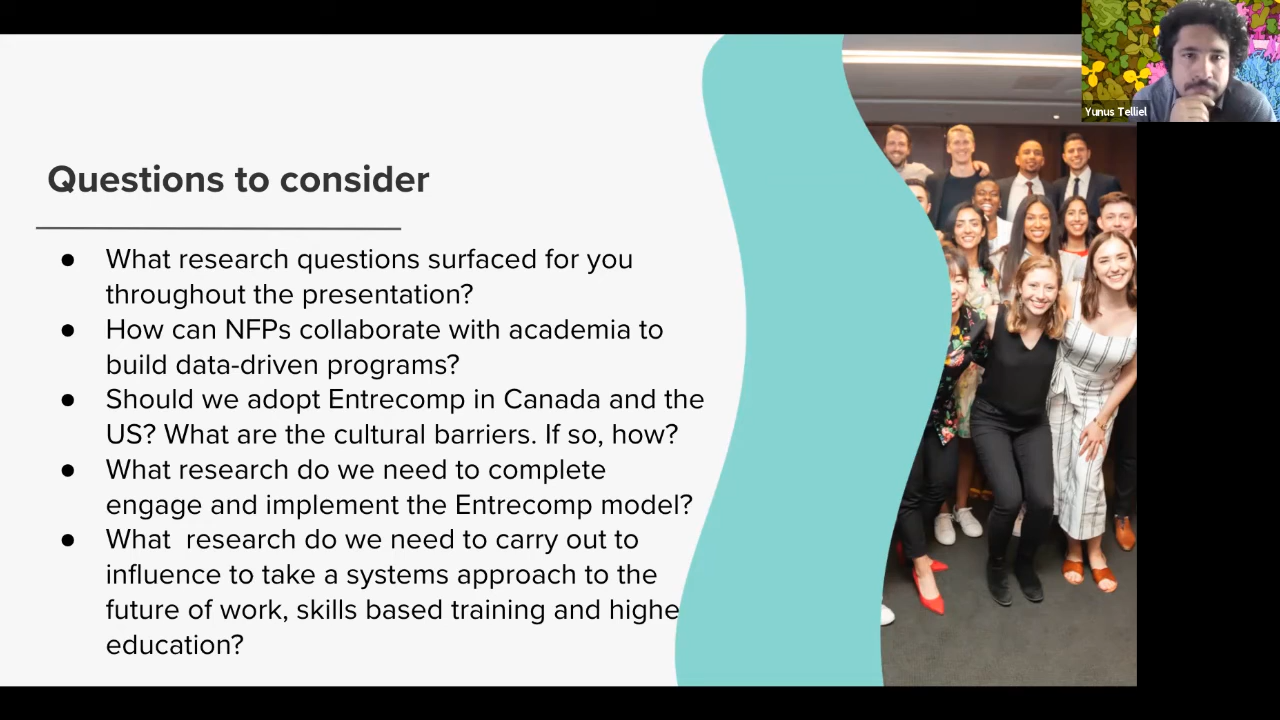 Yunus Telliel
Questions to consider
● What research questions surfaced for you
throughout the presentation?
● How can NFPs collaborate with academia to
build data-driven programs?
● Should we adopt Entrecomp in Canada and the
US? What are the cultural barriers. If so, how?
● What research do we need to complete
engage and implement the Entrecomp model?
● What  research do we need to carry out to
influence to take a systems approach to the
future of work, skills based training and highe
education?